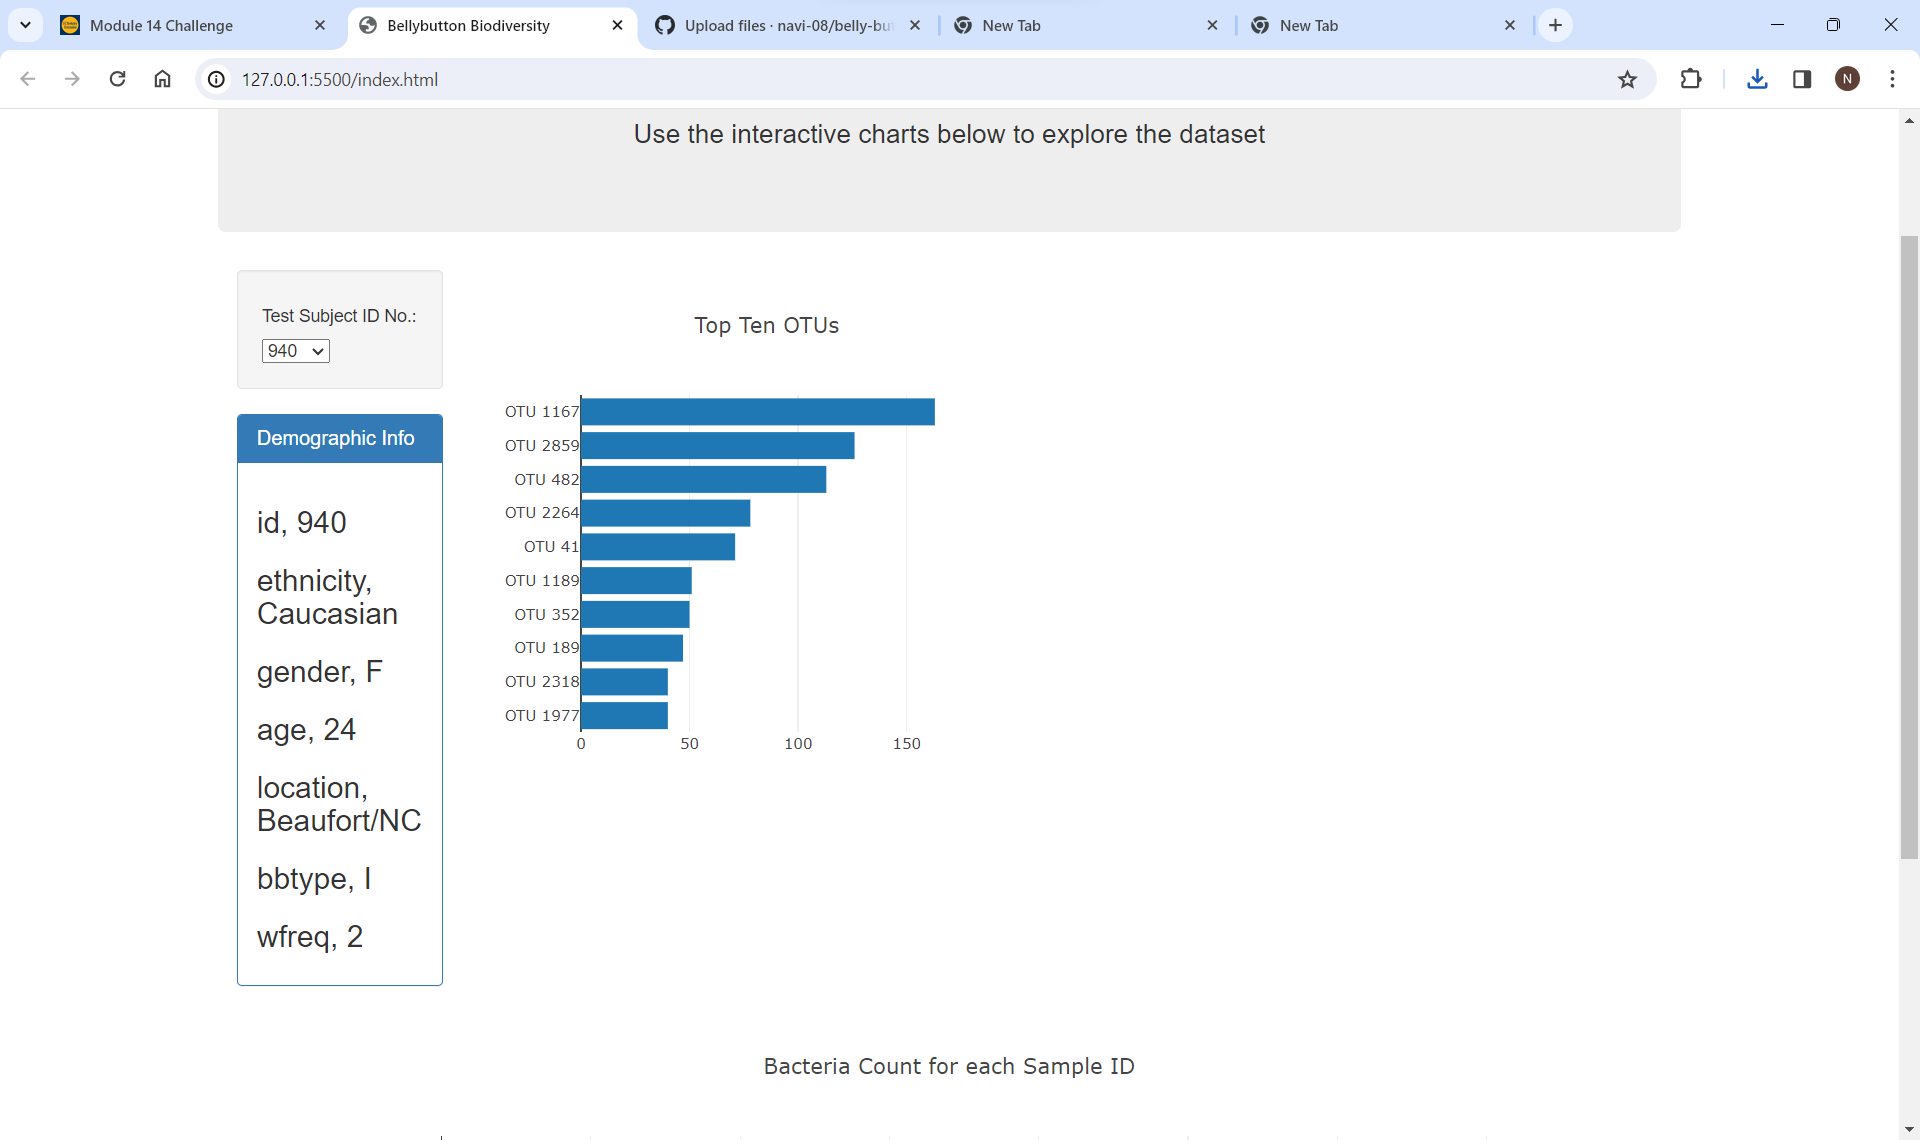 Module 14 Challenge
Bellybutton Biodiversity
Upload files · navi-08/belly-bu
New Tab
New Tab
127.0.0.1:5500/index.html
N
Use the interactive charts below to explore the dataset
Test Subject ID No.:
940
Demographic Info
id, 940
ethnicity,
Caucasian
gender, F
age, 24
location,
Beaufort/NC
bbtype, I
wfreq, 2
Top Ten OTUs
OTU 1167
OTU 2859
OTU 482
OTU 2264
OTU 41
OTU 1189
OTU 352
OTU 189
OTU 2318
OTU 1977
0 50 100 150
Bacteria Count for each Sample ID